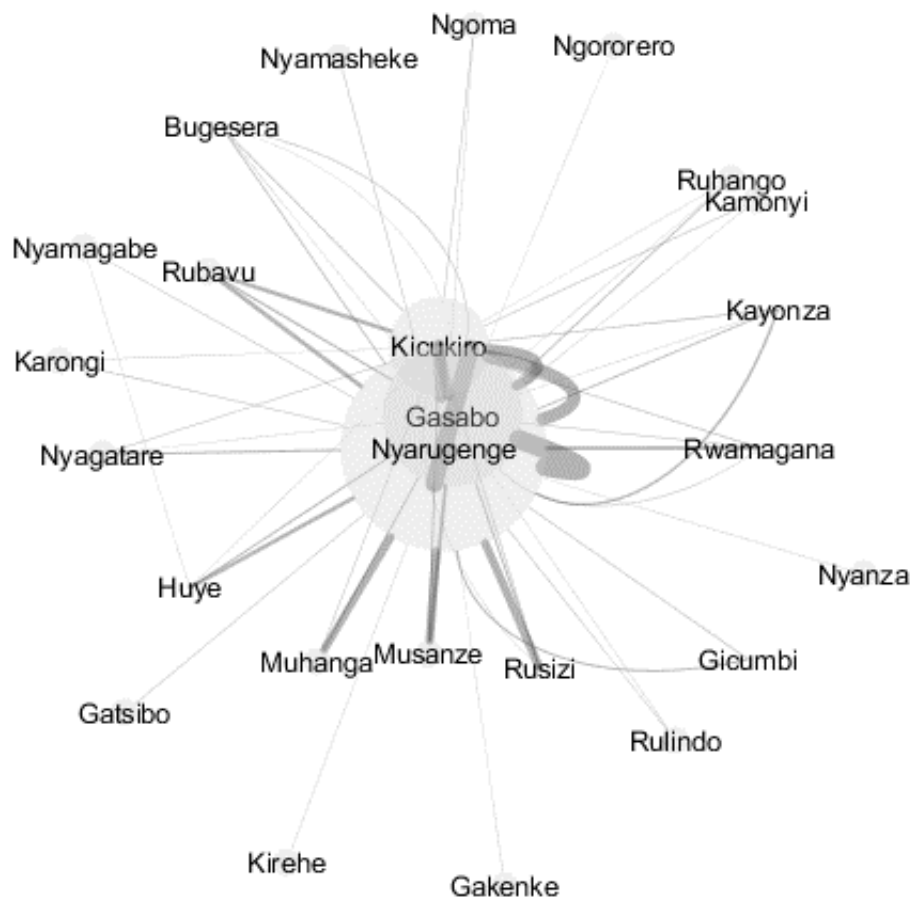 Ngoma
Ngororero
Nyamasheke
Bugesera
Ruhango
Kamonyi
Nyamagabe
Rubavu
Kayonza
Kicukiro
Karongi
Gasabo
Nyarugenge
Rwamagana
Nyagatare
Nyanza
Huye
Muhanga
Musanze
Gicumbi
Rusizi
Gatsibo
Rulindo
Kirehe
Gakenke